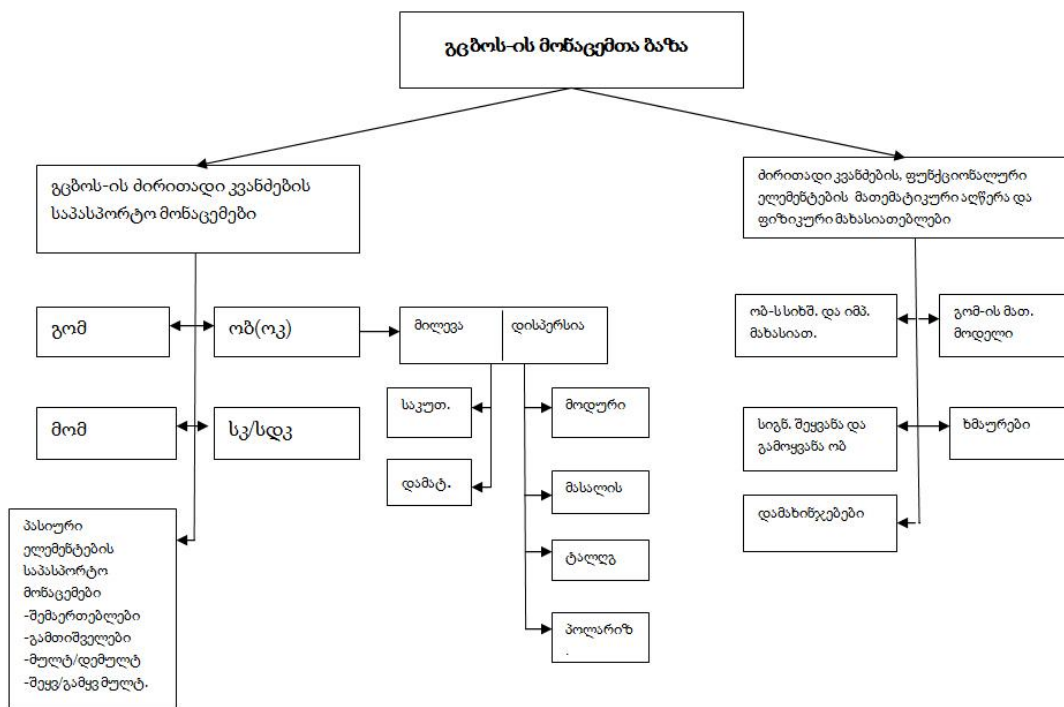 გცბოს-ის მონაცემთა ბაზა
გცბოს-ის ძირითადი კვანძების
საპასპორტო მონაცემები
ძირითადი კვანძების, ფუნქციონალური
ელემენტების მათემატიკური აღწერა და
ფიზიკური მახასიათებლები
გომ
ობ(ოკ)
მილევა
დისპერსია
ობ-ს სიხშ. და იმპ.
მახასიათ.
გომ-ის მათ.
მოდელი
საკუთ.
მოდური
მომ
სკ/სდკ
სიგნ. შეყვანა და
გამოყვანა ობ
ხმაურები
დამატ.
მასალის
დამახინჯებები
პასიური
ელემენტების
საპასპორტო
მონაცემები
-შემაერთებლები
-გამთიშველები
-მულტ/დემულტ
-შეყვ/გამყვ მულტ.
ტალღგ
პოლარიზ
.